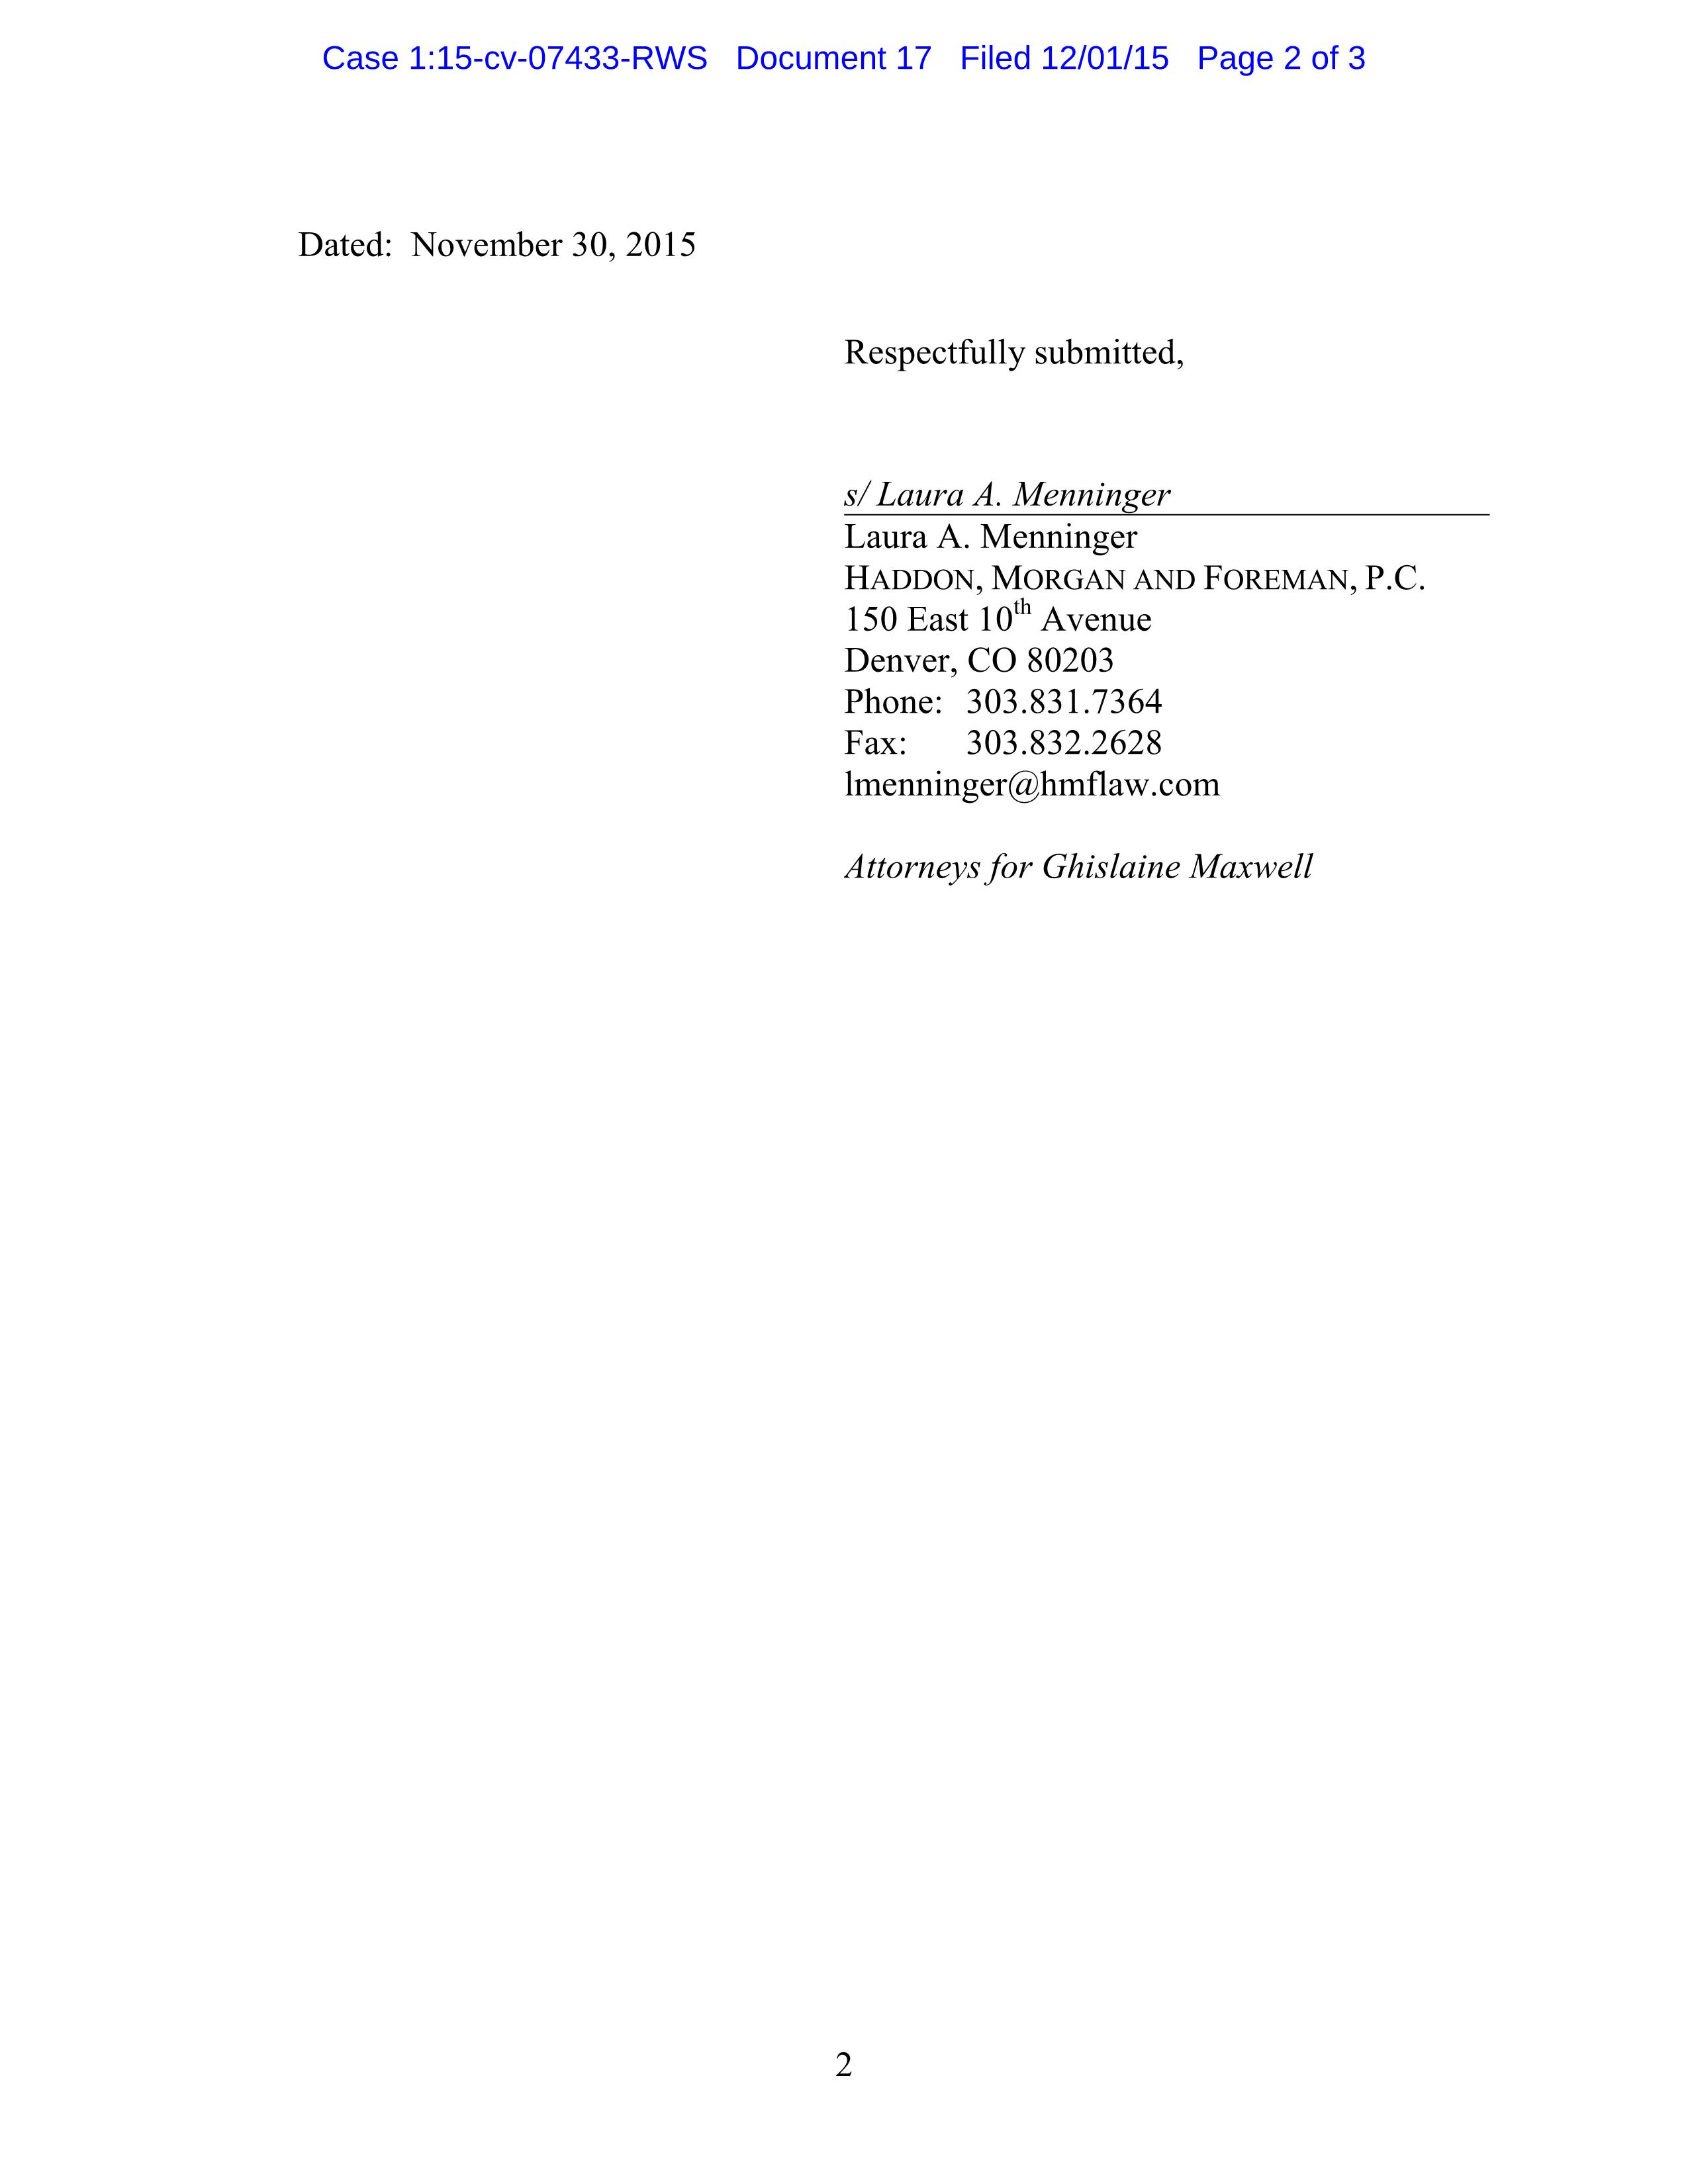 Case 1:15-cv-07433-RWS Document 17 Filed 12/01/15 Page 2 of 3
Dated: November 30, 2015
Respectfully submitted,
s/ Laura A. Menninger
Laura A. Menninger
HADDON, MORGAN AND FOREMAN, P.C.
150 East 10th Avenue
Denver, CO 80203
Phone: 303.831.7364
Fax: 303.832.2628
lmenninger@hmflaw.com
Attorneys for Ghislaine Maxwell
2